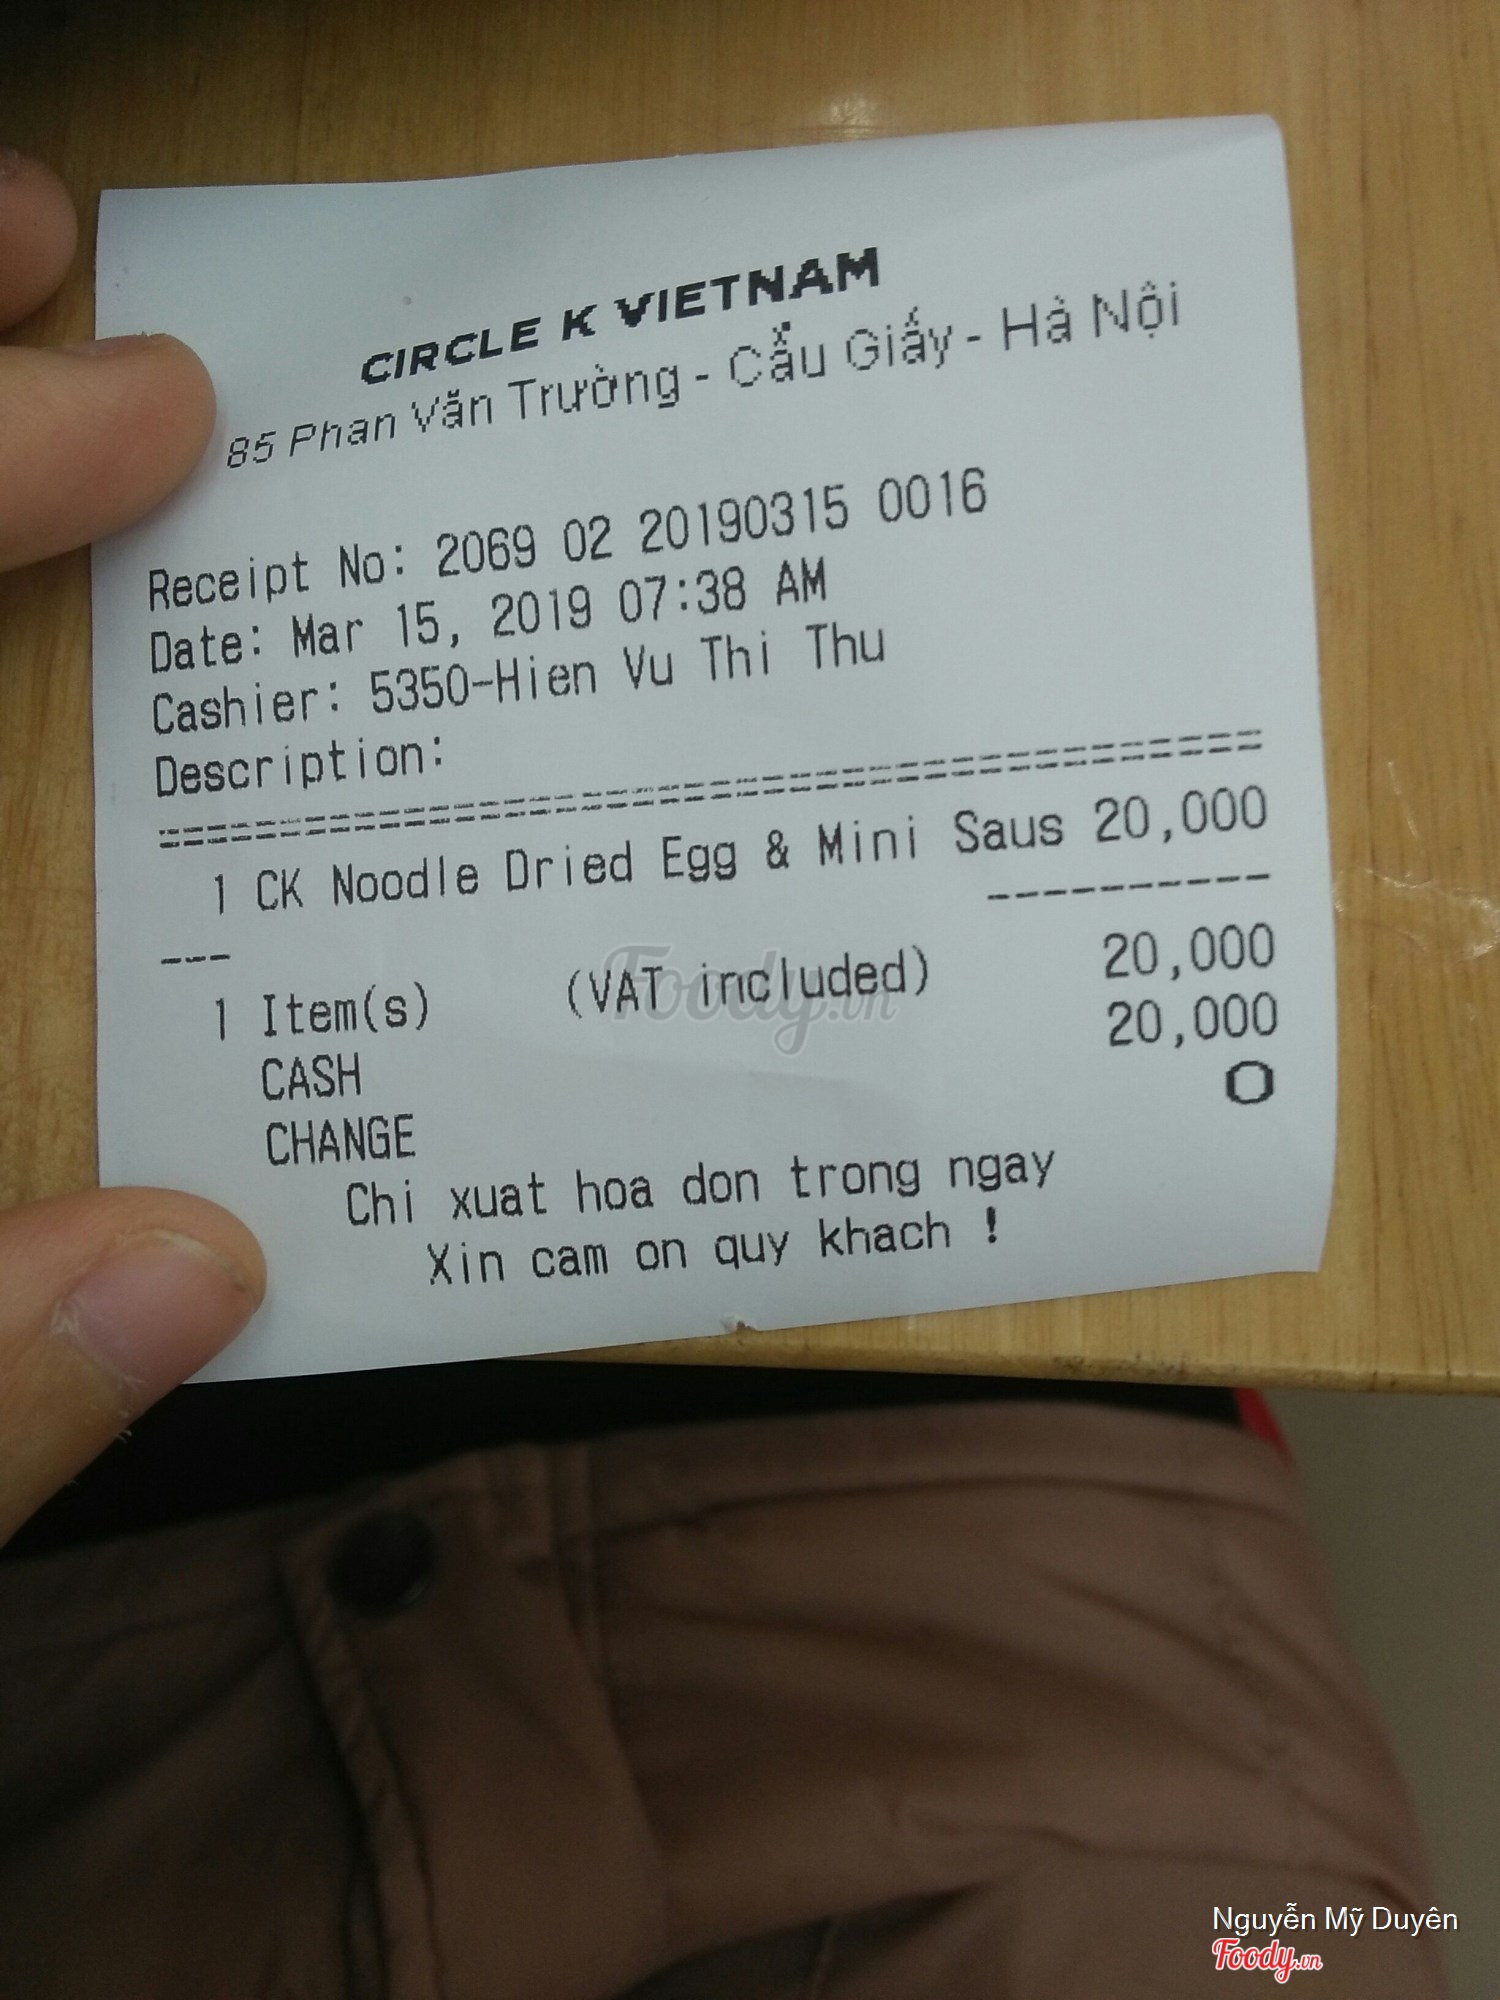 CIRCLE K VIETNAM
85 Phan Văn Trường - Cầu Giấy - Hà Nội
Receipt No: 2069 02 20190315 0016
Date: Mar 15, 2019 07:38 AM
Cashier: 5350-Hien Vu Thi Thu
Description:
========================================
1 CK Noodle Dried Egg & Mini Saus 20,000
----------
---
1 Item(s) (VAT included) 20,000
CASH 20,000
CHANGE 0
Chi xuat hoa don trong ngay
Xin cam on quy khach !
Foody.vn
Nguyễn Mỹ Duyên
Foody.vn